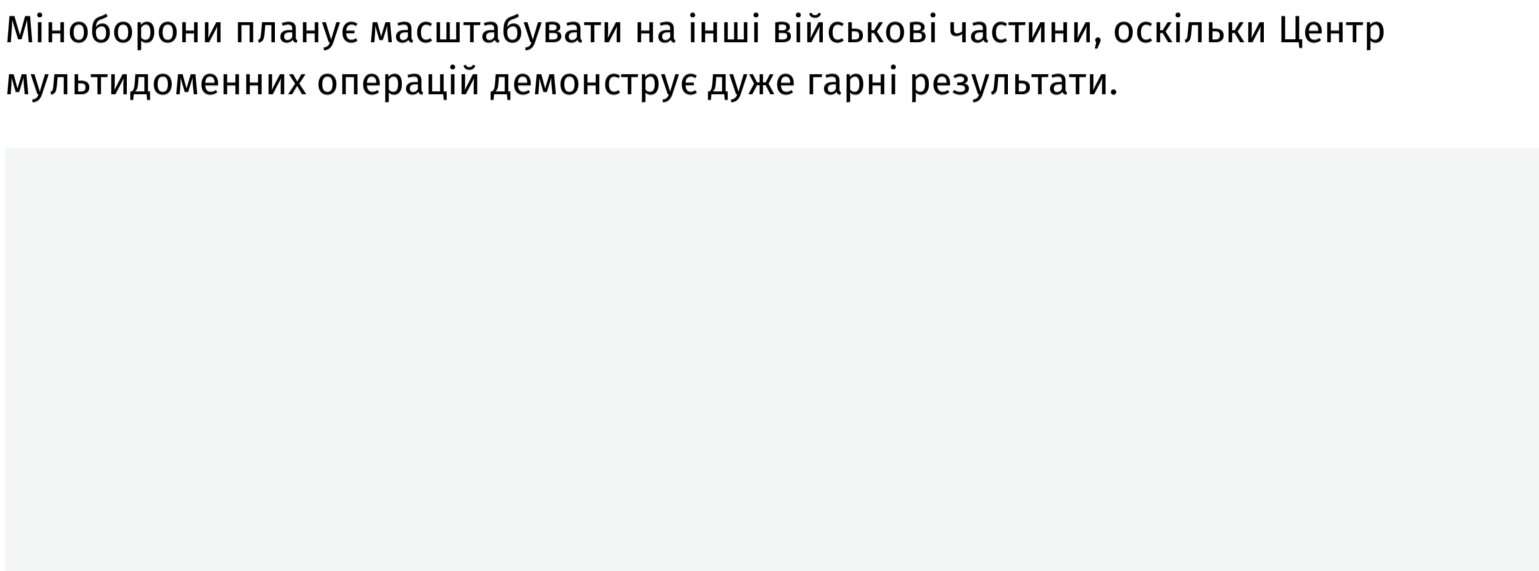 Міноборони планує масштабувати на інші військові частини, оскільки Центр
мультидоменних операцій демонструє дуже гарні результати.